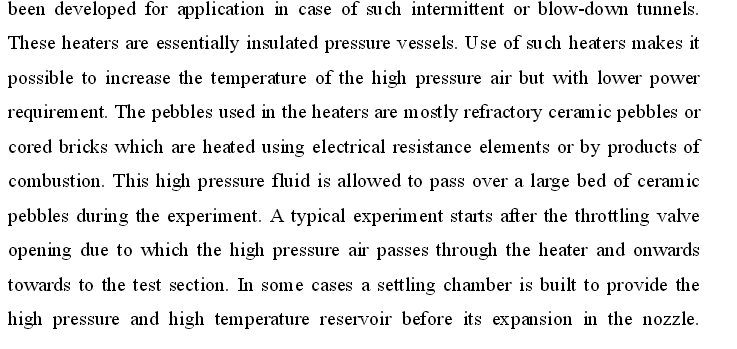 been developed for application in case of such intermittent or blow-down tunnels.
These heaters are essentially insulated pressure vessels. Use of such heaters makes it
possible to increase the temperature of the high pressure air but with lower power
requirement. The pebbles used in the heaters are mostly refractory ceramic pebbles or
cored bricks which are heated using electrical resistance elements or by products of
combustion. This high pressure fluid is allowed to pass over a large bed of ceramic
pebbles during the experiment. A typical experiment starts after the throttling valve
opening due to which the high pressure air passes through the heater and onwards
towards to the test section. In some cases a settling chamber is built to provide the
high pressure and high temperature reservoir before its expansion in the nozzle.